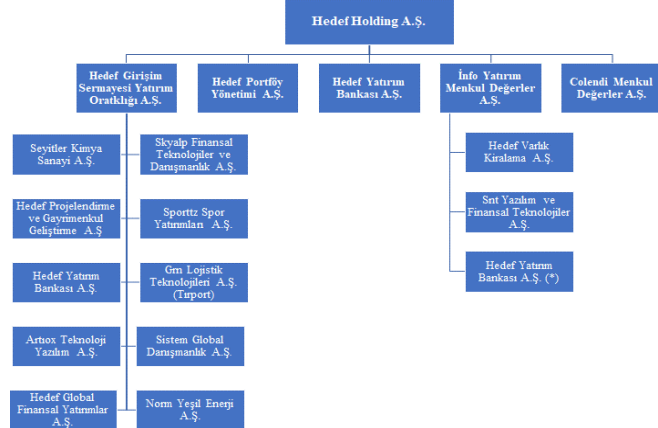 Hedef Holding A.Ş.
Hedef Girişim
Sermayesi Yatırım
Oratklığı A.Ş.
Hedef Portföy
Yönetimi A.Ş.
Hedef Yatırım
Bankası A.Ş.
İnfo Yatırım
Menkul Değerler
A.Ş.
Colendi Menkul
Değerler A.Ş.
Seyitler Kimya
Sanayi A.Ş.
Skyalp Finansal
Teknolojiler ve
Danışmanlık A.Ş.
Hedef Projelendirme
ve Gayrimenkul
Geliştirme A.Ş
Sporttz Spor
Yatırımları A.Ş.
Hedef Yatırım
Bankası A.Ş.
Grn Lojistik
Teknolojileri A.Ş.
(Tırport)
Artıox Teknoloji
Yazılım A.Ş.
Sistem Global
Danışmanlık A.Ş.
Hedef Global
Finansal Yatırımlar
A.Ş.
Norm Yeşil Enerji
A.Ş.
Hedef Varlık
Kiralama A.Ş.
Snt Yazılım ve
Finansal Teknolojiler
A.Ş.
Hedef Yatırım
Bankası A.Ş. (*)